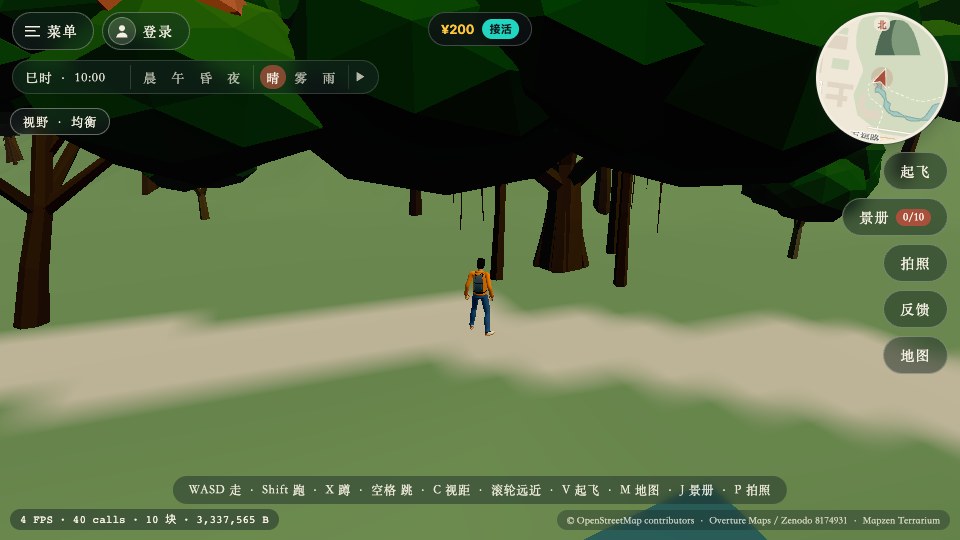 菜单
登录
¥200 接活
北
巳时 · 10:00 晨 午 昏 夜 晴 雾 雨
视野 · 均衡
起飞
景册 0/10
拍照
反馈
地图
WASD 走 · Shift 跑 · X 蹲 · 空格 跳 · C 视距 · 滚轮远近 · V 起飞 · M 地图 · J 景册 · P 拍照
4 FPS · 40 calls · 10 块 · 3,337,565 B
© OpenStreetMap contributors · Overture Maps / Zenodo 8174931 · Mapzen Terrarium